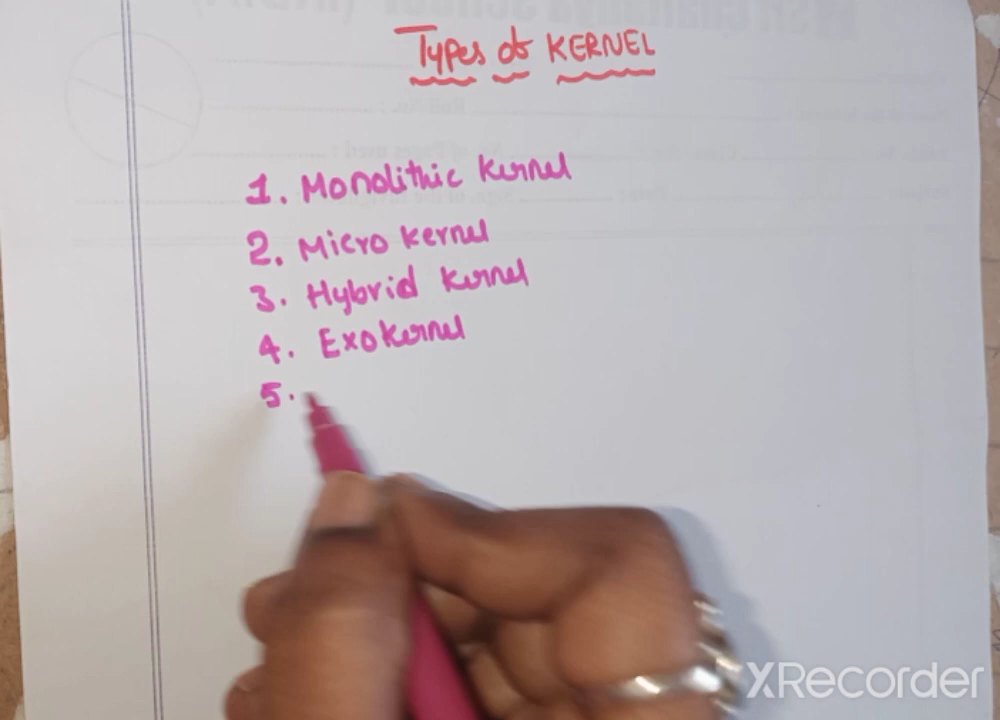 Types of KERNEL
1. Monolithic Kernel
2. Micro Kernel
3. Hybrid Kernel
4. Exokernel
5.
XRecorder